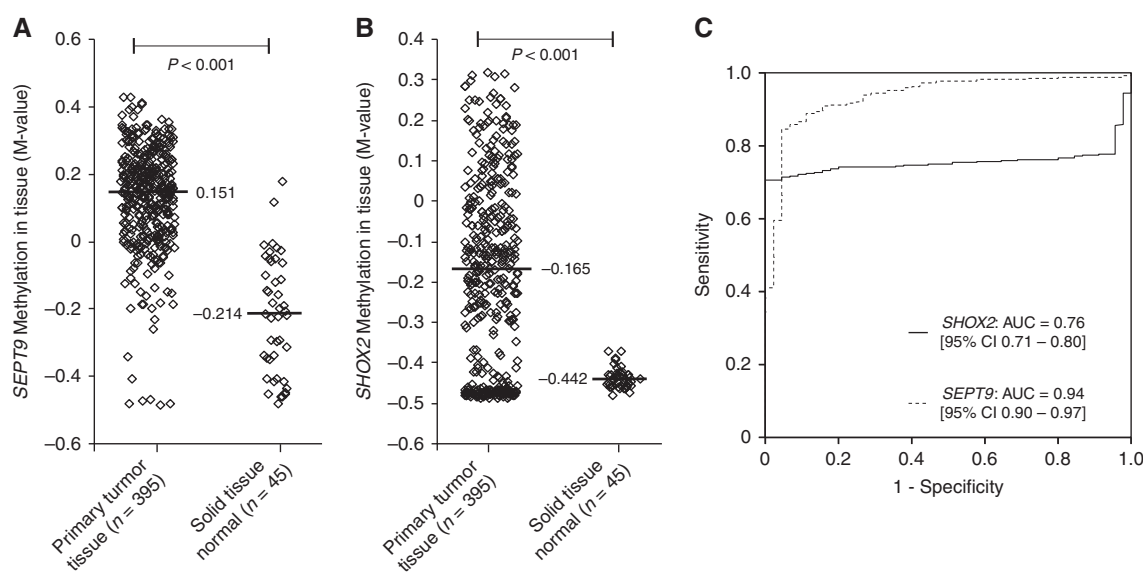 A
SEPT9 Methylation in tissue (M-value)
0.6
0.4
0.2
0
–0.2
–0.4
–0.6
P < 0.001
0.151
–0.214
Primary turmor
tissue (n = 395)
Solid tissue
normal (n = 45)
B
SHOX2 Methylation in tissue (M-value)
0.4
0.3
0.2
0.1
0
–0.1
–0.2
–0.3
–0.4
–0.5
–0.6
P < 0.001
–0.165
–0.442
Primary turmor
tissue (n = 395)
Solid tissue
normal (n = 45)
C
Sensitivity
1.0
0.8
0.6
0.4
0.2
0
SHOX2: AUC = 0.76
[95% CI 0.71 – 0.80]
SEPT9: AUC = 0.94
[95% CI 0.90 – 0.97]
0 0.2 0.4 0.6 0.8 1.0
1 - Specificity